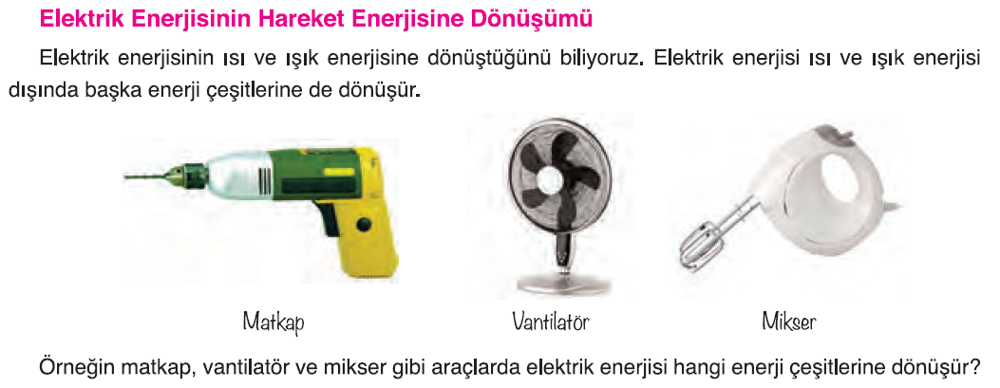 Elektrik Enerjisinin Hareket Enerjisine Dönüşümü
Elektrik enerjisinin ısı ve ışık enerjisine dönüştüğünü biliyoruz. Elektrik enerjisi ısı ve ışık enerjisi
dışında başka enerji çeşitlerine de dönüşür.
Matkap
Vantilatör
Mikser
Örneğin matkap, vantilatör ve mikser gibi araçlarda elektrik enerjisi hangi enerji çeşitlerine dönüşür?